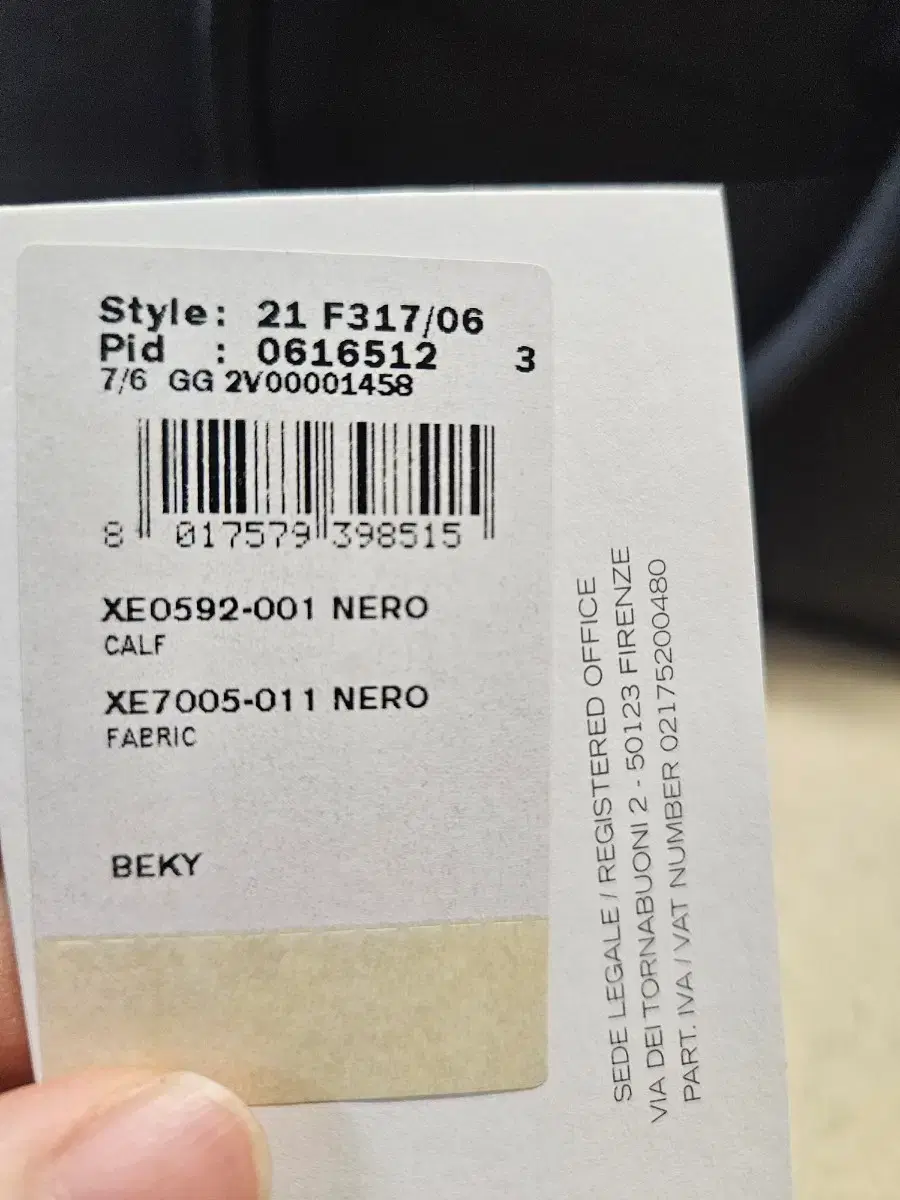 Style: 21 F317/06
Pid : 0616512 3
7/6 GG 2V00001458
8 017579 398515
XE0592-001 NERO
CALF
XE7005-011 NERO
FABRIC
BEKY
SEDE LEGALE / REGISTERED OFFICE
VIA DEI TORNABUONI 2 - 50123 FIRENZE
PART. IVA / VAT NUMBER 02175200480